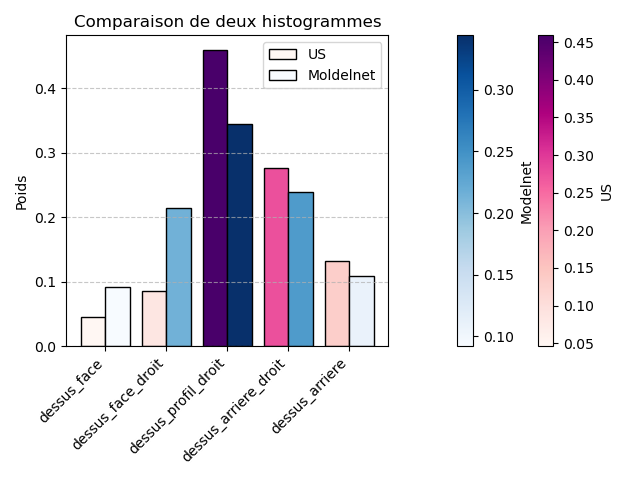 Comparaison de deux histogrammes
US
Moldelnet
Poids
0.4
0.3
0.2
0.1
0.0
dessus_face
dessus_face_droit
dessus_profil_droit
dessus_arriere_droit
dessus_arriere
0.30
0.25
0.20
0.15
0.10
Modelnet
0.45
0.40
0.35
0.30
0.25
0.20
0.15
0.10
0.05
US